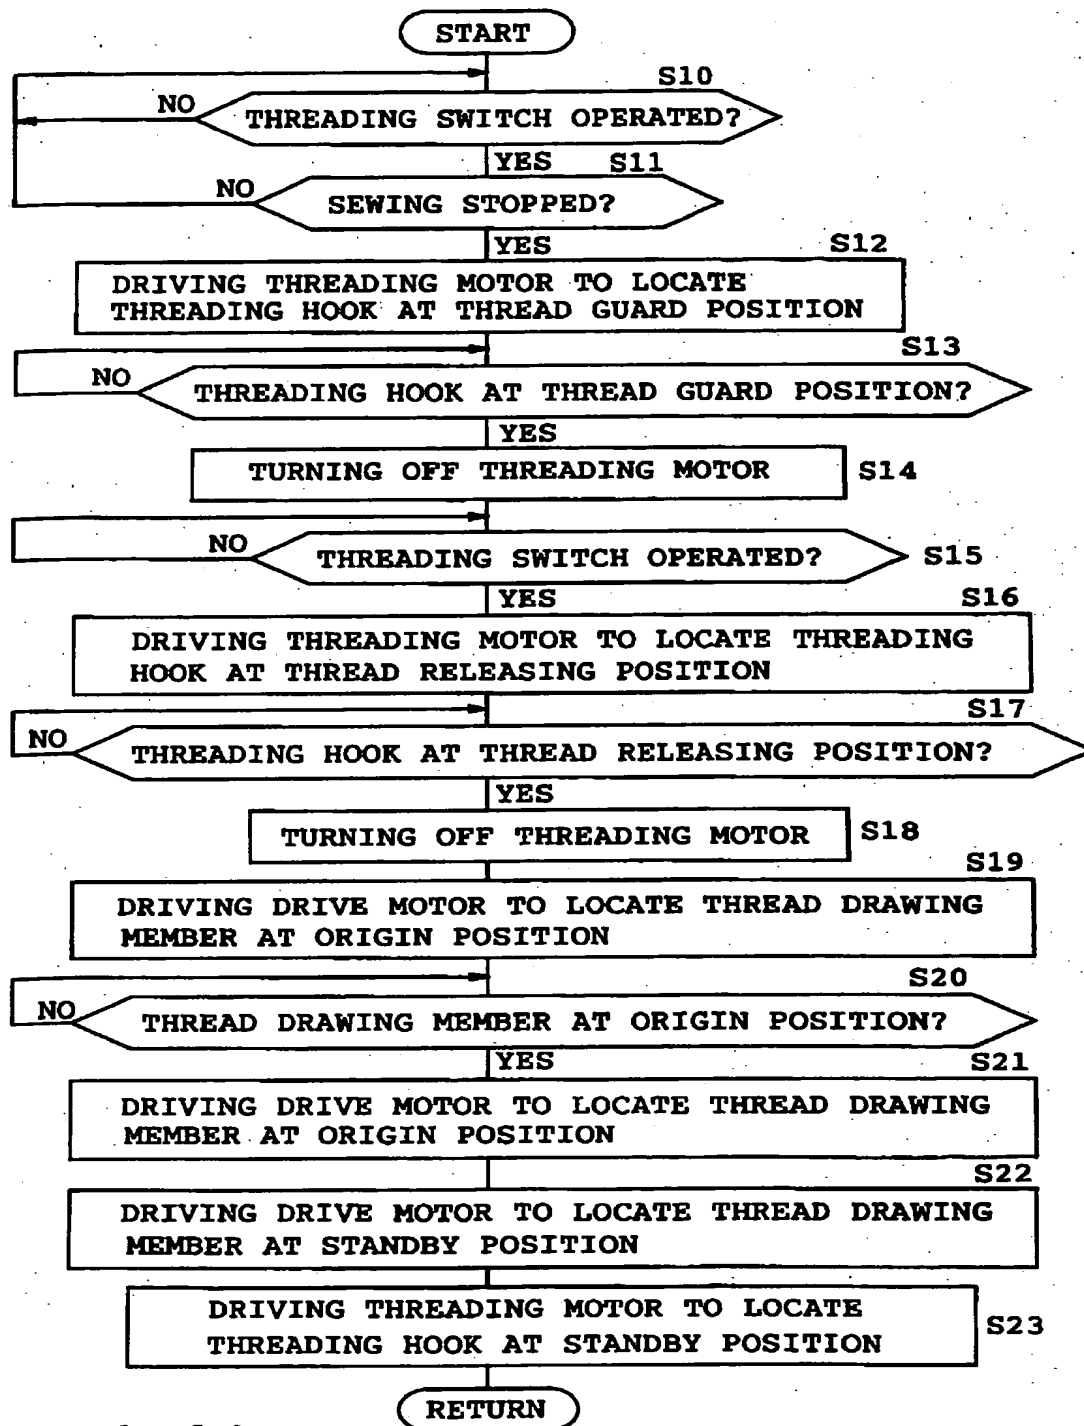 START
S10
NO
THREADING SWITCH OPERATED?
YES
S11
NO
SEWING STOPPED?
YES
S12
DRIVING THREADING MOTOR TO LOCATE
THREADING HOOK AT THREAD GUARD POSITION
S13
NO
THREADING HOOK AT THREAD GUARD POSITION?
YES
TURNING OFF THREADING MOTOR
S14
NO
THREADING SWITCH OPERATED?
S15
YES
S16
DRIVING THREADING MOTOR TO LOCATE THREADING
HOOK AT THREAD RELEASING POSITION
S17
NO
THREADING HOOK AT THREAD RELEASING POSITION?
YES
TURNING OFF THREADING MOTOR
S18
S19
DRIVING DRIVE MOTOR TO LOCATE THREAD DRAWING
MEMBER AT ORIGIN POSITION
S20
NO
THREAD DRAWING MEMBER AT ORIGIN POSITION?
YES
S21
DRIVING DRIVE MOTOR TO LOCATE THREAD DRAWING
MEMBER AT ORIGIN POSITION
S22
DRIVING DRIVE MOTOR TO LOCATE THREAD DRAWING
MEMBER AT STANDBY POSITION
DRIVING THREADING MOTOR TO LOCATE
THREADING HOOK AT STANDBY POSITION
S23
RETURN